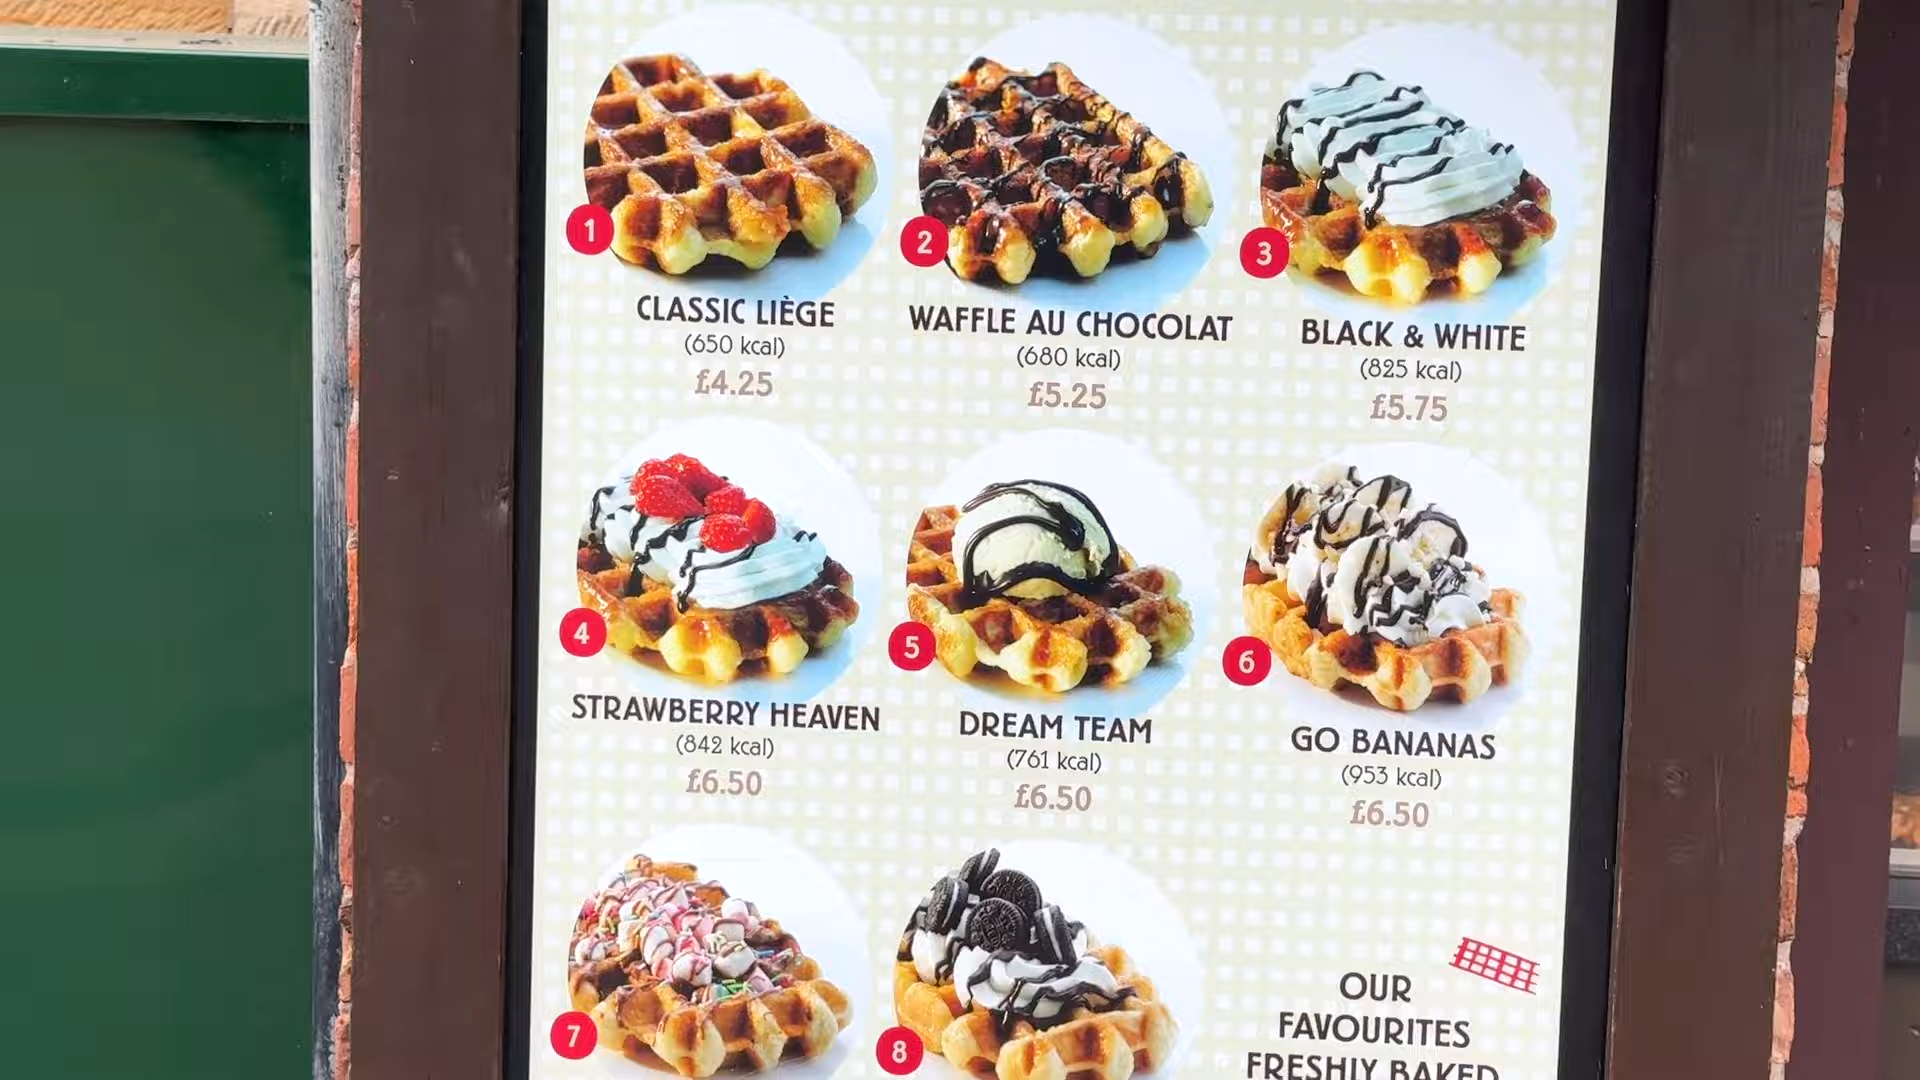 1
CLASSIC LIÈGE
(650 kcal)
£4.25
2
WAFFLE AU CHOCOLAT
(680 kcal)
£5.25
3
BLACK & WHITE
(825 kcal)
£5.75
4
STRAWBERRY HEAVEN
(842 kcal)
£6.50
5
DREAM TEAM
(761 kcal)
£6.50
6
GO BANANAS
(953 kcal)
£6.50
7
8
OUR
FAVOURITES
FRESHLY BAKED